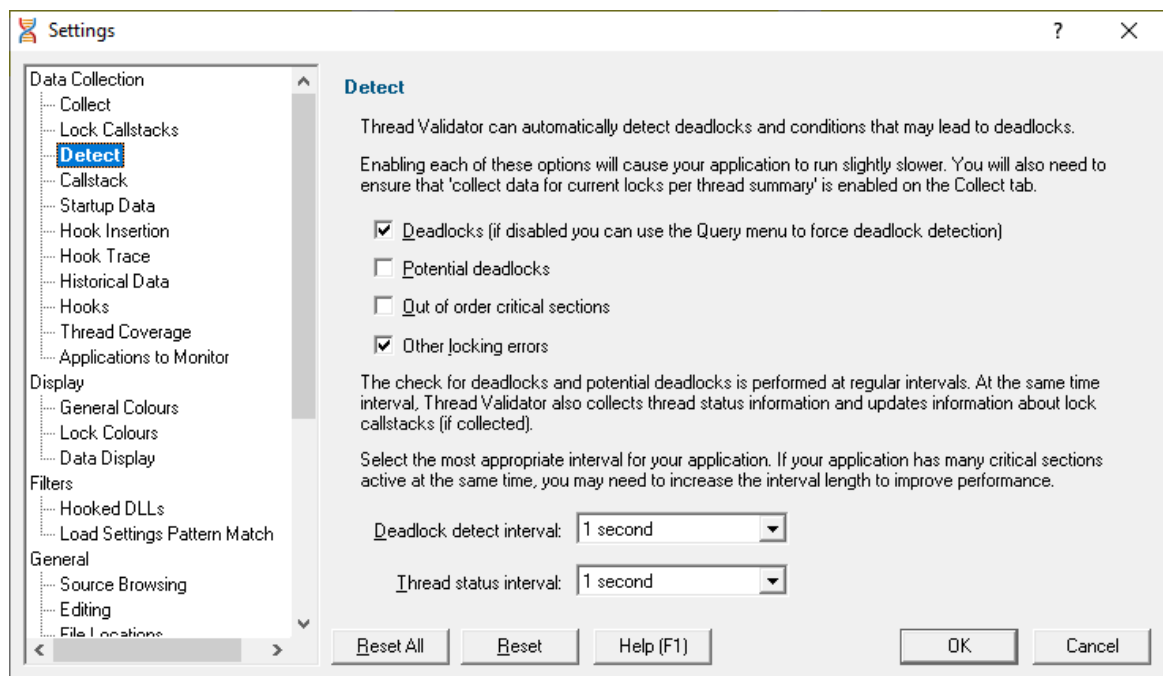 Settings
?
Data Collection
Collect
Lock Callstacks
Detect
Callstack
Startup Data
Hook Insertion
Hook Trace
Historical Data
Hooks
Thread Coverage
Applications to Monitor
Display
General Colours
Lock Colours
Data Display
Filters
Hooked DLLs
Load Settings Pattern Match
General
Source Browsing
Editing
File Locations
Detect
Thread Validator can automatically detect deadlocks and conditions that may lead to deadlocks.
Enabling each of these options will cause your application to run slightly slower. You will also need to
ensure that 'collect data for current locks per thread summary' is enabled on the Collect tab.
Deadlocks (if disabled you can use the Query menu to force deadlock detection)
Potential deadlocks
Out of order critical sections
Other locking errors
The check for deadlocks and potential deadlocks is performed at regular intervals. At the same time
interval, Thread Validator also collects thread status information and updates information about lock
callstacks (if collected).
Select the most appropriate interval for your application. If your application has many critical sections
active at the same time, you may need to increase the interval length to improve performance.
Deadlock detect interval: 1 second
Thread status interval: 1 second
Reset All Reset Help (F1) OK Cancel